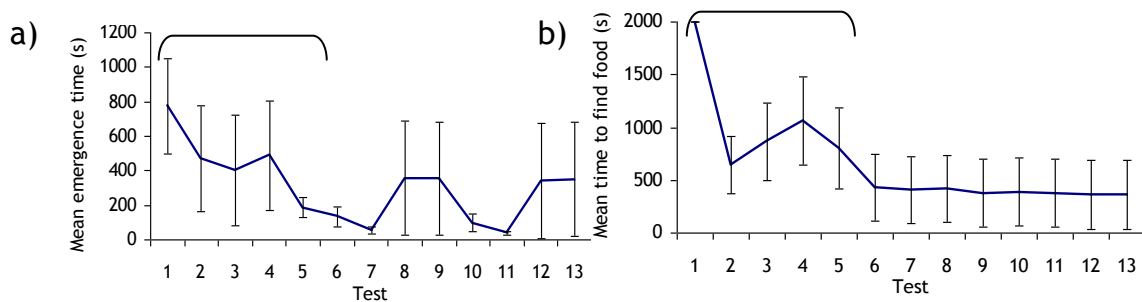 a)
Mean emergence time (s)
1200
1000
800
600
400
200
0
1 2 3 4 5 6 7 8 9 10 11 12 13
Test
b)
Mean time to find food (s)
2000
1500
1000
500
0
1 2 3 4 5 6 7 8 9 10 11 12 13
Test